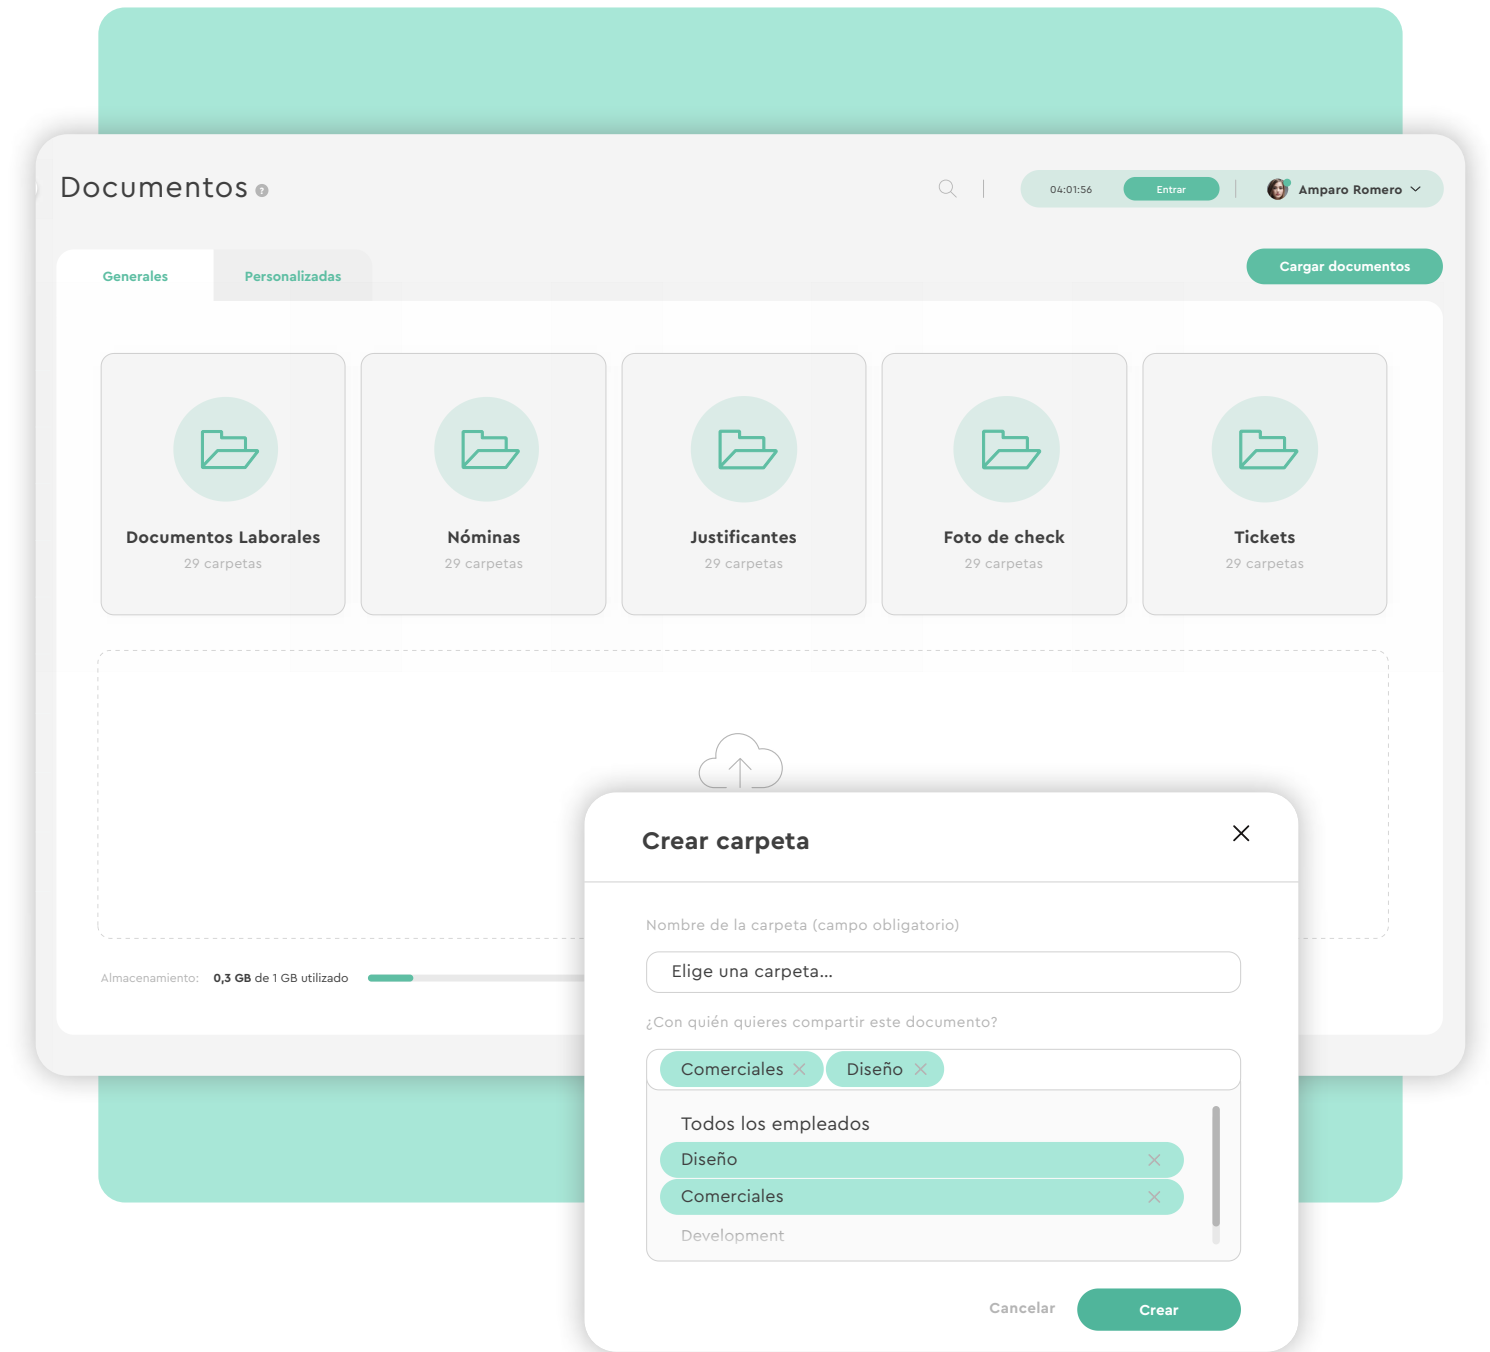 Documentos ?
04:01:56 Entrar Amparo Romero
Generales Personalizadas Cargar documentos
Documentos Laborales
29 carpetas
Nóminas
29 carpetas
Justificantes
29 carpetas
Foto de check
29 carpetas
Tickets
29 carpetas
Almacenamiento: 0,3 GB de 1 GB utilizado
Crear carpeta
Nombre de la carpeta (campo obligatorio)
Elige una carpeta...
¿Con quién quieres compartir este documento?
Comerciales Diseño
Todos los empleados
Diseño
Comerciales
Development
Cancelar Crear